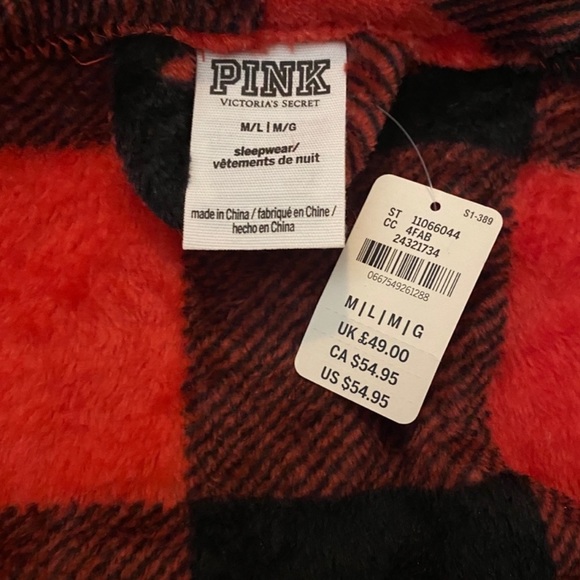 PINK
VICTORIA'S SECRET
M/L | M/G
sleepwear/
vêtements de nuit
made in China / fabriqué en Chine /
hecho en China
S1-389
ST 11066044
CC 4FAB
24321734
0667549261288
M|L|M|G
UK £49.00
CA $54.95
US $54.95